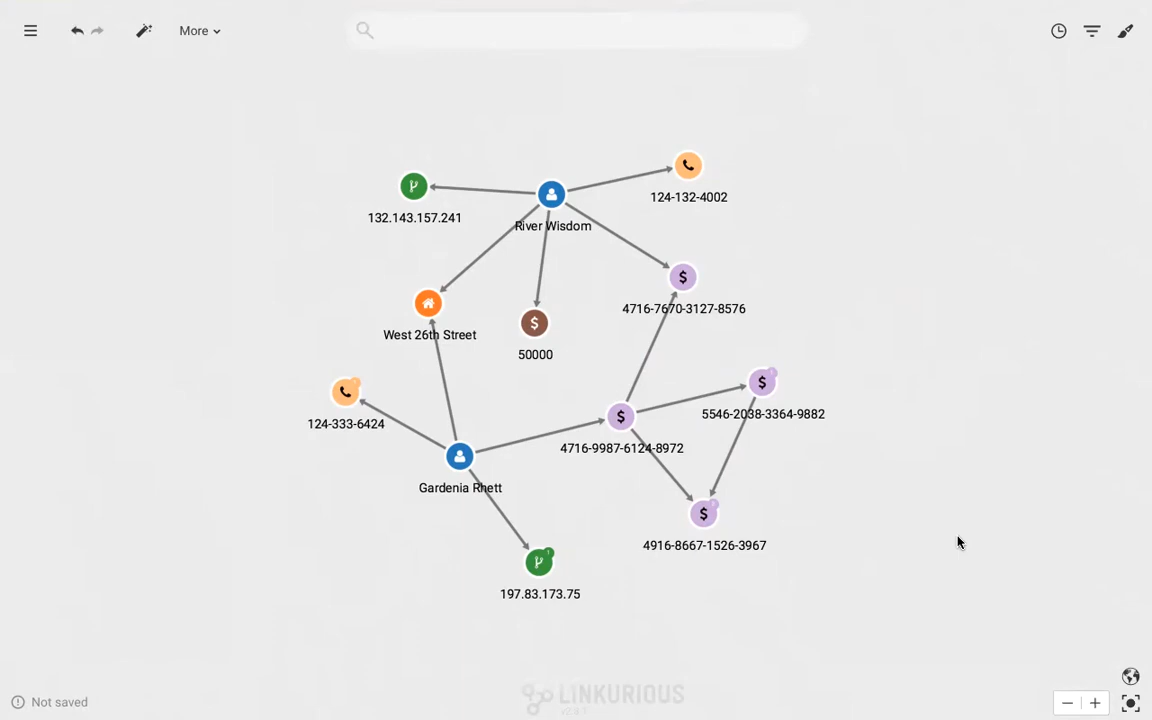 More
124-132-4002
132.143.157.241
River Wisdom
4716-7670-3127-8576
West 26th Street
50000
5546-2038-3364-9882
124-333-6424
4716-9987-6124-8972
Gardenia Rhett
4916-8667-1526-3967
1
197.83.173.75
Not saved
LINKURIOUS